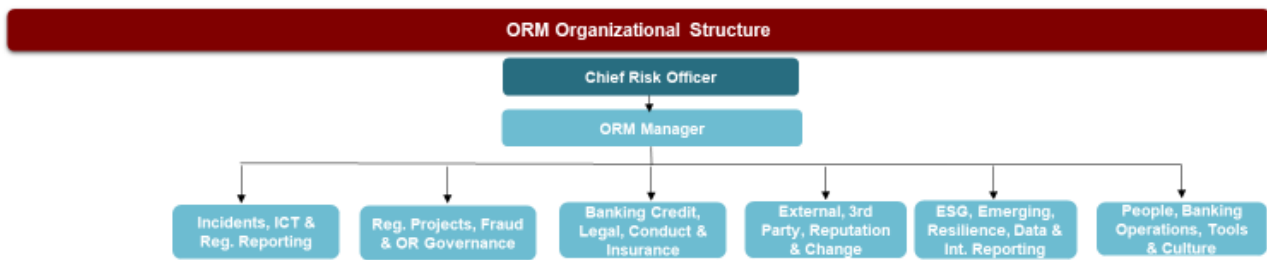 ORM Organizational Structure
Chief Risk Officer
ORM Manager
Incidents, ICT &
Reg. Reporting
Reg. Projects, Fraud
& OR Governance
Banking Credit,
Legal, Conduct &
Insurance
External, 3rd
Party, Reputation
& Change
ESG, Emerging,
Resilience, Data &
Int. Reporting
People, Banking
Operations, Tools
& Culture